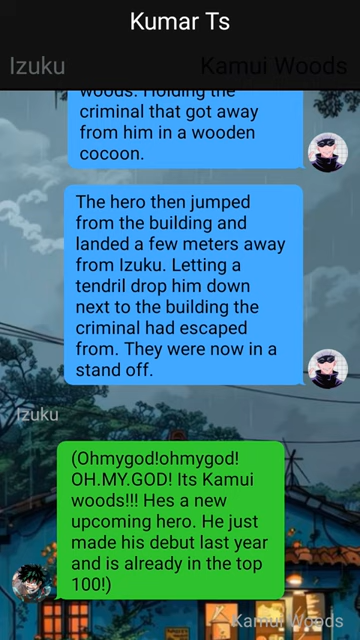 Kumar Ts
Izuku
Kamui Woods
woods. Holding the
criminal that got away
from him in a wooden
cocoon.
The hero then jumped
from the building and
landed a few meters away
from Izuku. Letting a
tendril drop him down
next to the building the
criminal had escaped
from. They were now in a
stand off.
Izuku
(Ohmygod!ohmygod!
OH.MY.GOD! Its Kamui
woods!!! Hes a new
upcoming hero. He just
made his debut last year
and is already in the top
100!)
Kamui Woods